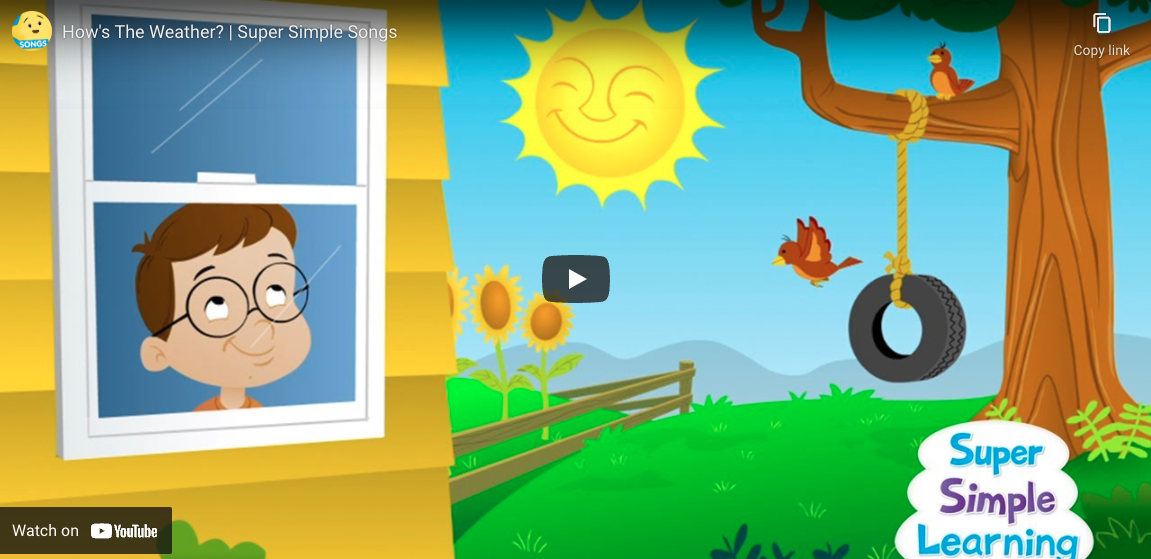 How's The Weather? | Super Simple Songs
SONGS
Copy link
Super
Simple
Learning
Watch on YouTube